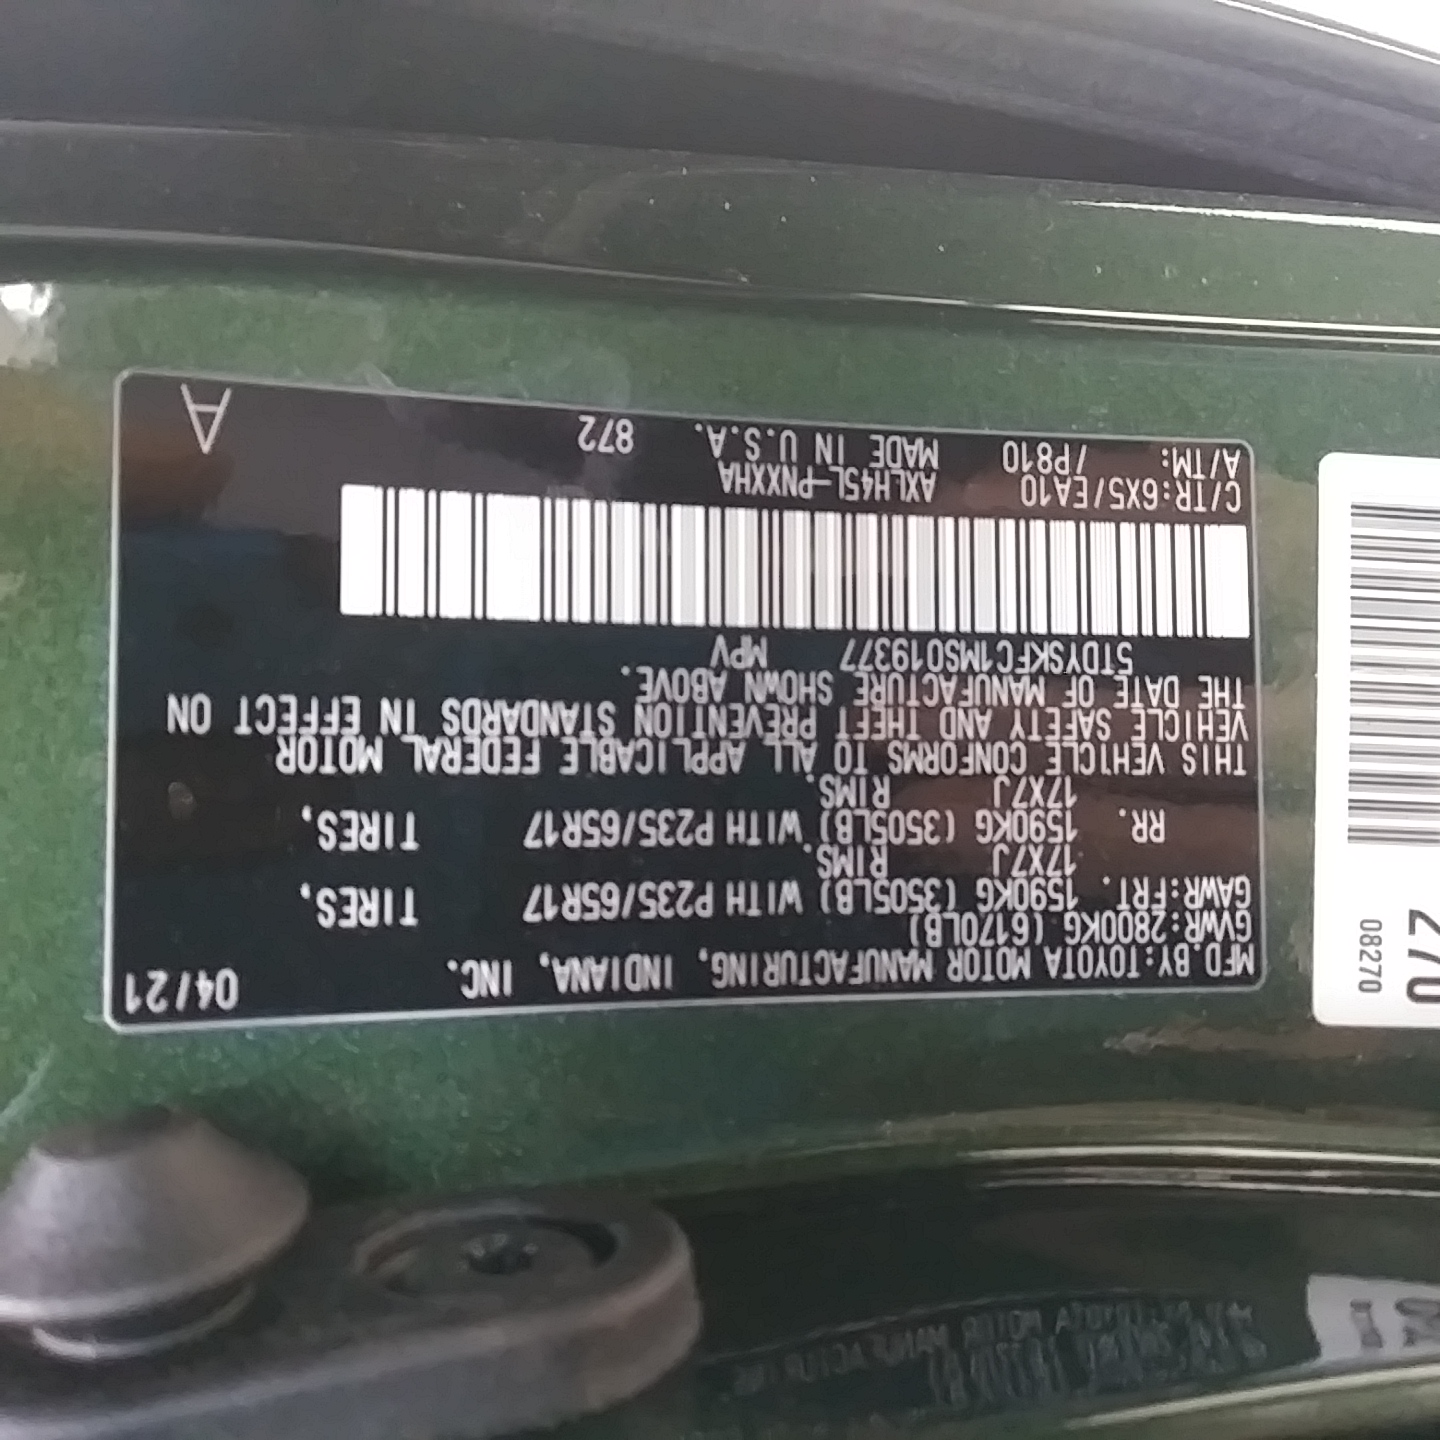 MFD.BY:TOYOTA MOTOR MANUFACTURING, INDIANA, INC. 04/21
GVWR:2800KG (6170LB)
GAWR:FRT. 1590KG (3505LB) WITH P235/65R17 TIRES,
17X7J RIMS.
RR. 1590KG (3505LB) WITH P235/65R17 TIRES,
17X7J RIMS.
THIS VEHICLE CONFORMS TO ALL APPLICABLE FEDERAL MOTOR
VEHICLE SAFETY AND THEFT PREVENTION STANDARDS IN EFFECT ON
THE DATE OF MANUFACTURE SHOWN ABOVE.
5TDYSKFC1MS019377 MPV
C/TR:6X5/EA10 AXLH45L-PNXXHA
A/TM: /P810 MADE IN U.S.A. 872 A
270
08270